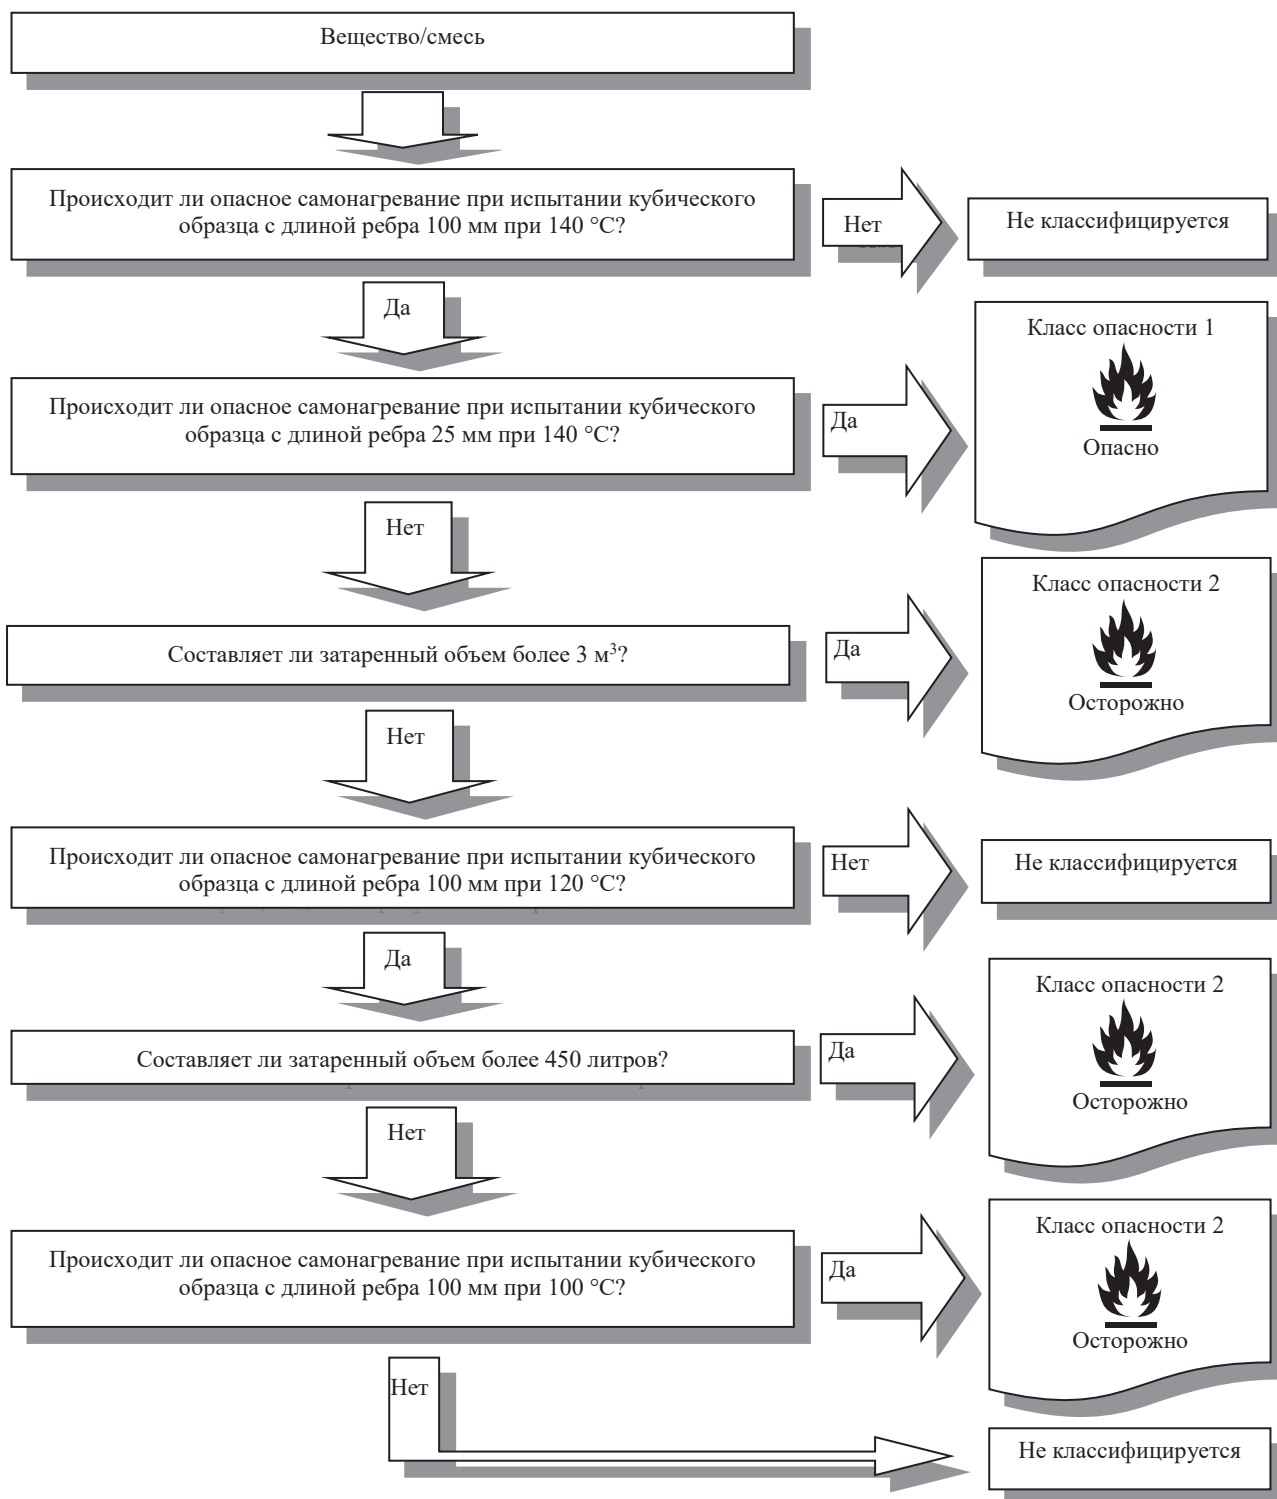 Вещество/смесь
Происходит ли опасное самонагревание при испытании кубического
образца с длиной ребра 100 мм при 140 °C?
Нет
Не классифицируется
Да
Класс опасности 1
Происходит ли опасное самонагревание при испытании кубического
образца с длиной ребра 25 мм при 140 °C?
Да
Опасно
Нет
Класс опасности 2
Составляет ли затаренный объем более 3 м³?
Да
Осторожно
Нет
Происходит ли опасное самонагревание при испытании кубического
образца с длиной ребра 100 мм при 120 °C?
Нет
Не классифицируется
Да
Класс опасности 2
Составляет ли затаренный объем более 450 литров?
Да
Осторожно
Нет
Класс опасности 2
Происходит ли опасное самонагревание при испытании кубического
образца с длиной ребра 100 мм при 100 °C?
Да
Осторожно
Нет
Не классифицируется